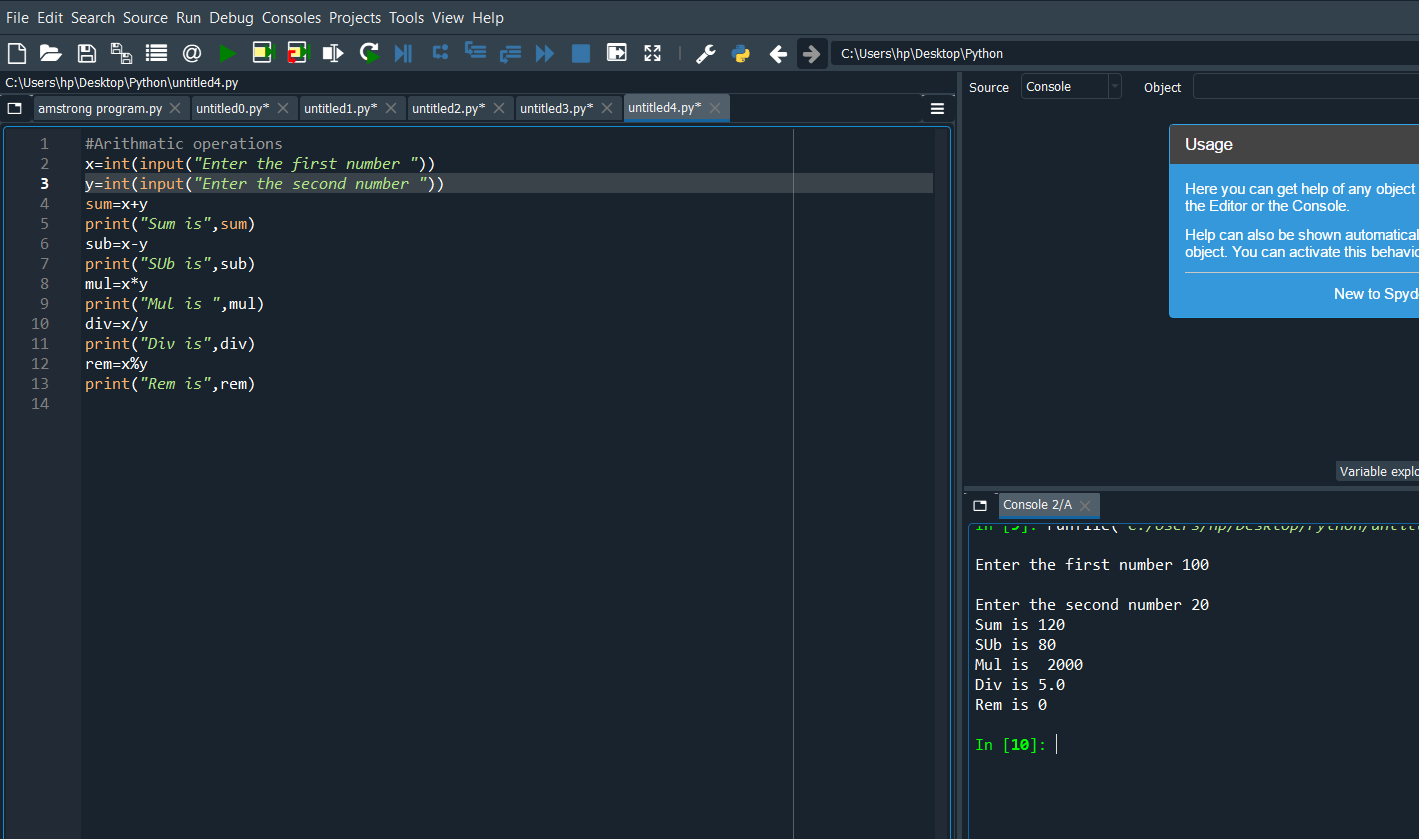 File Edit Search Source Run Debug Consoles Projects Tools View Help
C:\Users\hp\Desktop\Python
C:\Users\hp\Desktop\Python\untitled4.py
amstrong program.py untitled0.py* untitled1.py* untitled2.py* untitled3.py* untitled4.py*
1 #Arithmatic operations
2 x=int(input("Enter the first number "))
3 y=int(input("Enter the second number "))
4 sum=x+y
5 print("Sum is",sum)
6 sub=x-y
7 print("SUb is",sub)
8 mul=x*y
9 print("Mul is ",mul)
10 div=x/y
11 print("Div is",div)
12 rem=x%y
13 print("Rem is",rem)
14
Source Console Object
Usage
Here you can get help of any object
the Editor or the Console.
Help can also be shown automatical
object. You can activate this behavio
New to Spyd
Variable explo
Console 2/A
In [9]: runfile('C:/Users/hp/Desktop/Python/untit
Enter the first number 100
Enter the second number 20
Sum is 120
SUb is 80
Mul is  2000
Div is 5.0
Rem is 0
In [10]: